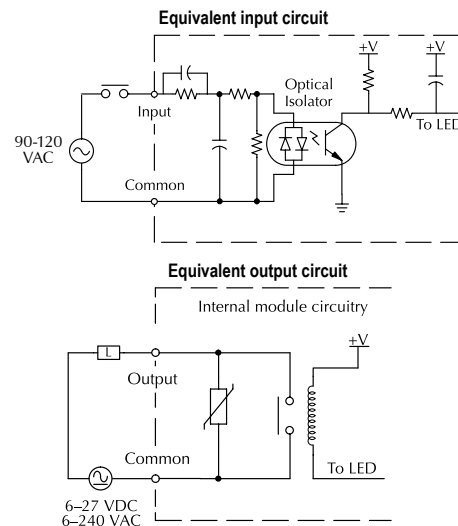 Equivalent input circuit
+V
+V
Optical
Isolator
Input
To LED
90-120
VAC
Common
Equivalent output circuit
Internal module circuitry
+V
L
Output
Common
To LED
6–27 VDC
6–240 VAC